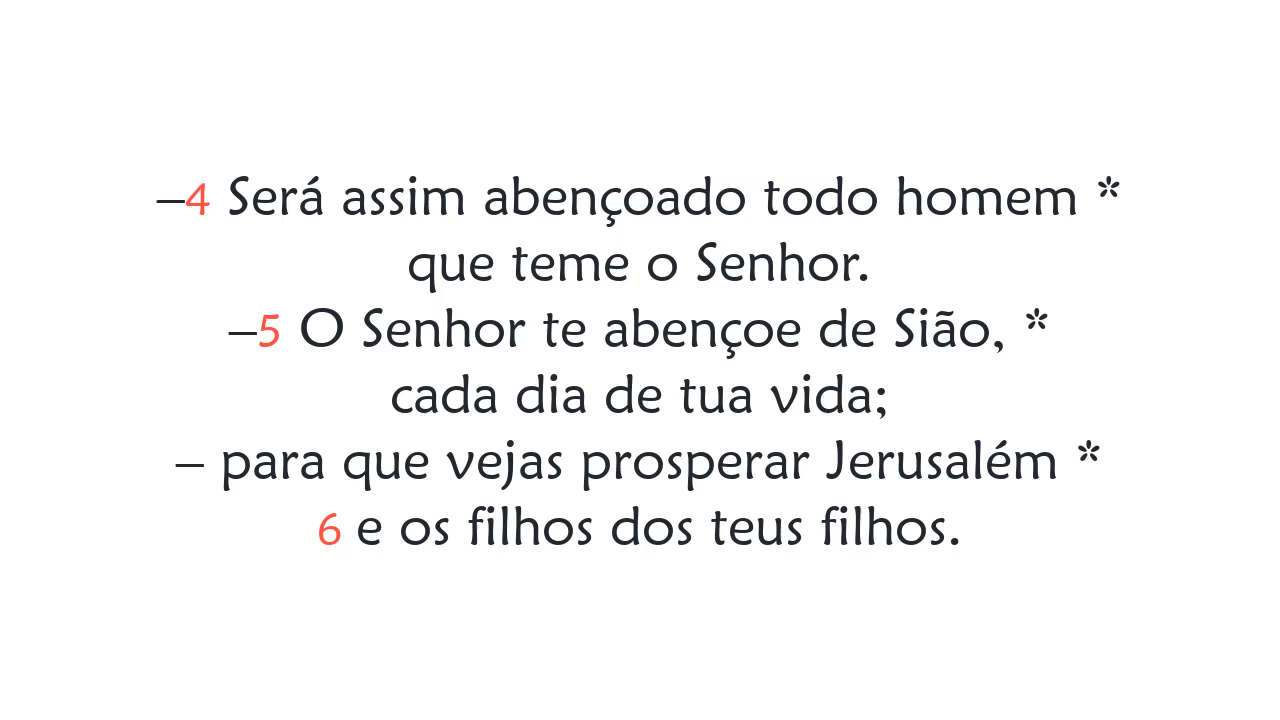 –4 Será assim abençoado todo homem *
que teme o Senhor.
–5 O Senhor te abençoe de Sião, *
cada dia de tua vida;
– para que vejas prosperar Jerusalém *
6 e os filhos dos teus filhos.